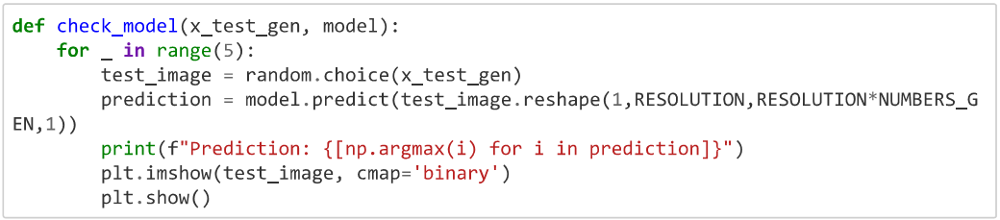 def check_model(x_test_gen, model):
    for _ in range(5):
        test_image = random.choice(x_test_gen)
        prediction = model.predict(test_image.reshape(1,RESOLUTION,RESOLUTION*NUMBERS_G
EN,1))
        print(f"Prediction: {[np.argmax(i) for i in prediction]}")
        plt.imshow(test_image, cmap='binary')
        plt.show()